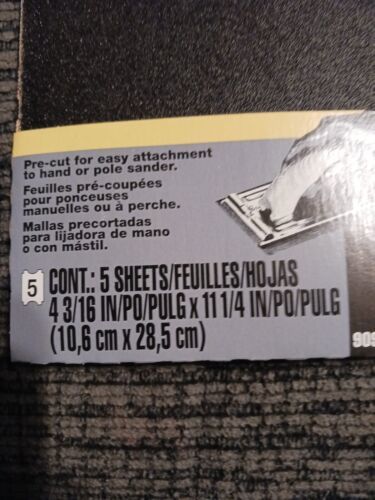 Pre-cut for easy attachment
to hand or pole sander.
Feuilles pré-coupées
pour ponceuses
manuelles ou à perche.
Mallas precortadas
para lijadora de mano
o con mástil.
5
CONT.: 5 SHEETS/FEUILLES/HOJAS
4 3/16 IN/PO/PULG x 11 1/4 IN/PO/PULG
(10,6 cm x 28,5 cm)